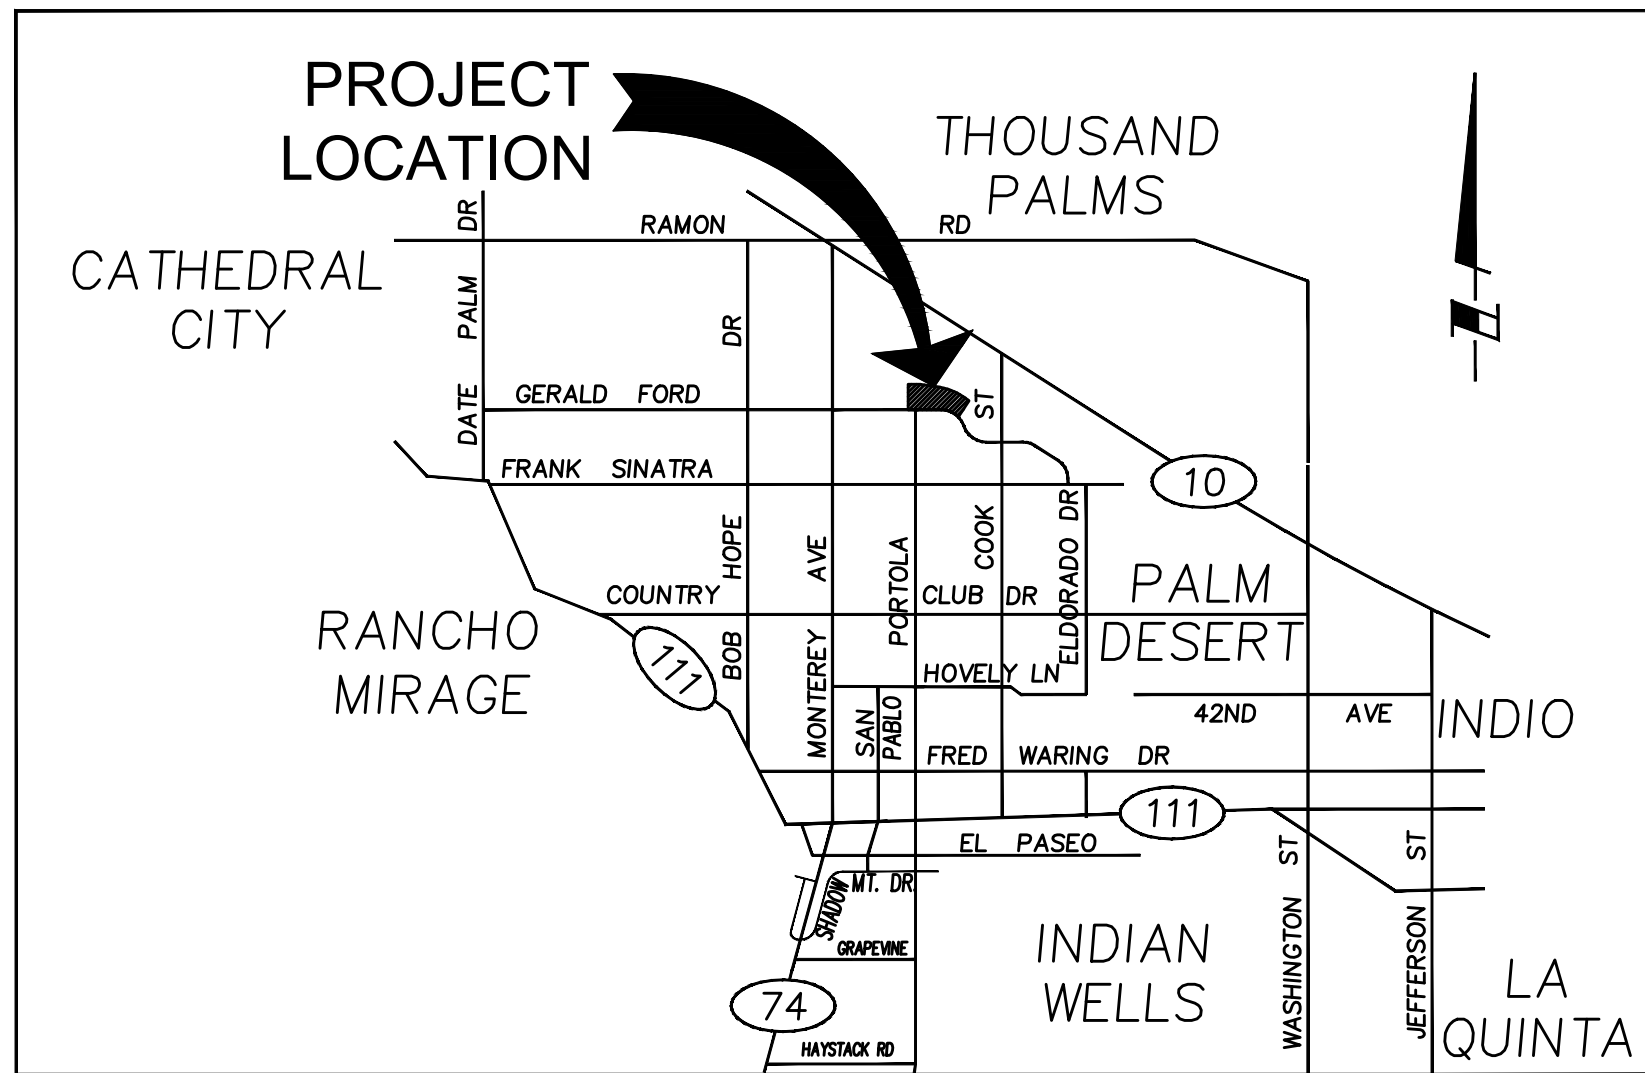 PROJECT
LOCATION
THOUSAND
PALMS
CATHEDRAL
CITY
RAMON RD
DATE PALM DR
GERALD FORD
FRANK SINATRA
BOB HOPE DR
MONTEREY AVE
PORTOLA
COOK ST
ELDORADO DR
10
COUNTRY CLUB DR
PALM
DESERT
RANCHO
MIRAGE
111
HOVELY LN
SAN
PABLO
42ND AVE
INDIO
FRED WARING DR
111
EL PASEO
SHADOW MT. DR.
GRAPEVINE
74
HAYSTACK RD
INDIAN
WELLS
WASHINGTON ST
JEFFERSON ST
LA
QUINTA
Z